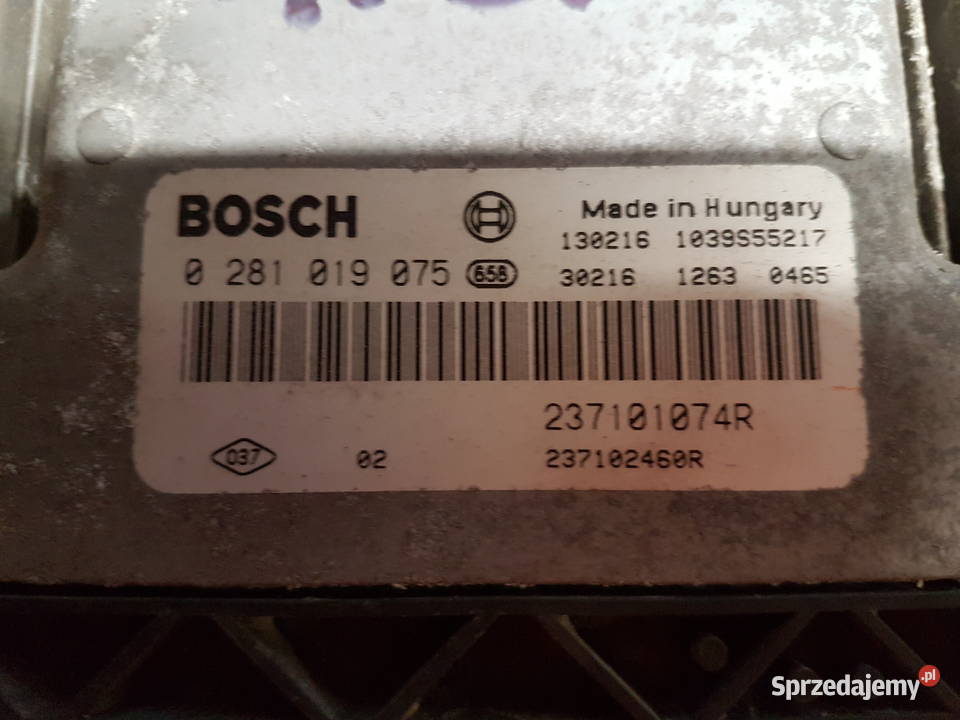 BOSCH
Made in Hungary
130216 1039S55217
0 281 019 075 656
30216 1263 0465
237101074R
037 02 237102460R
Sprzedajemy.pl